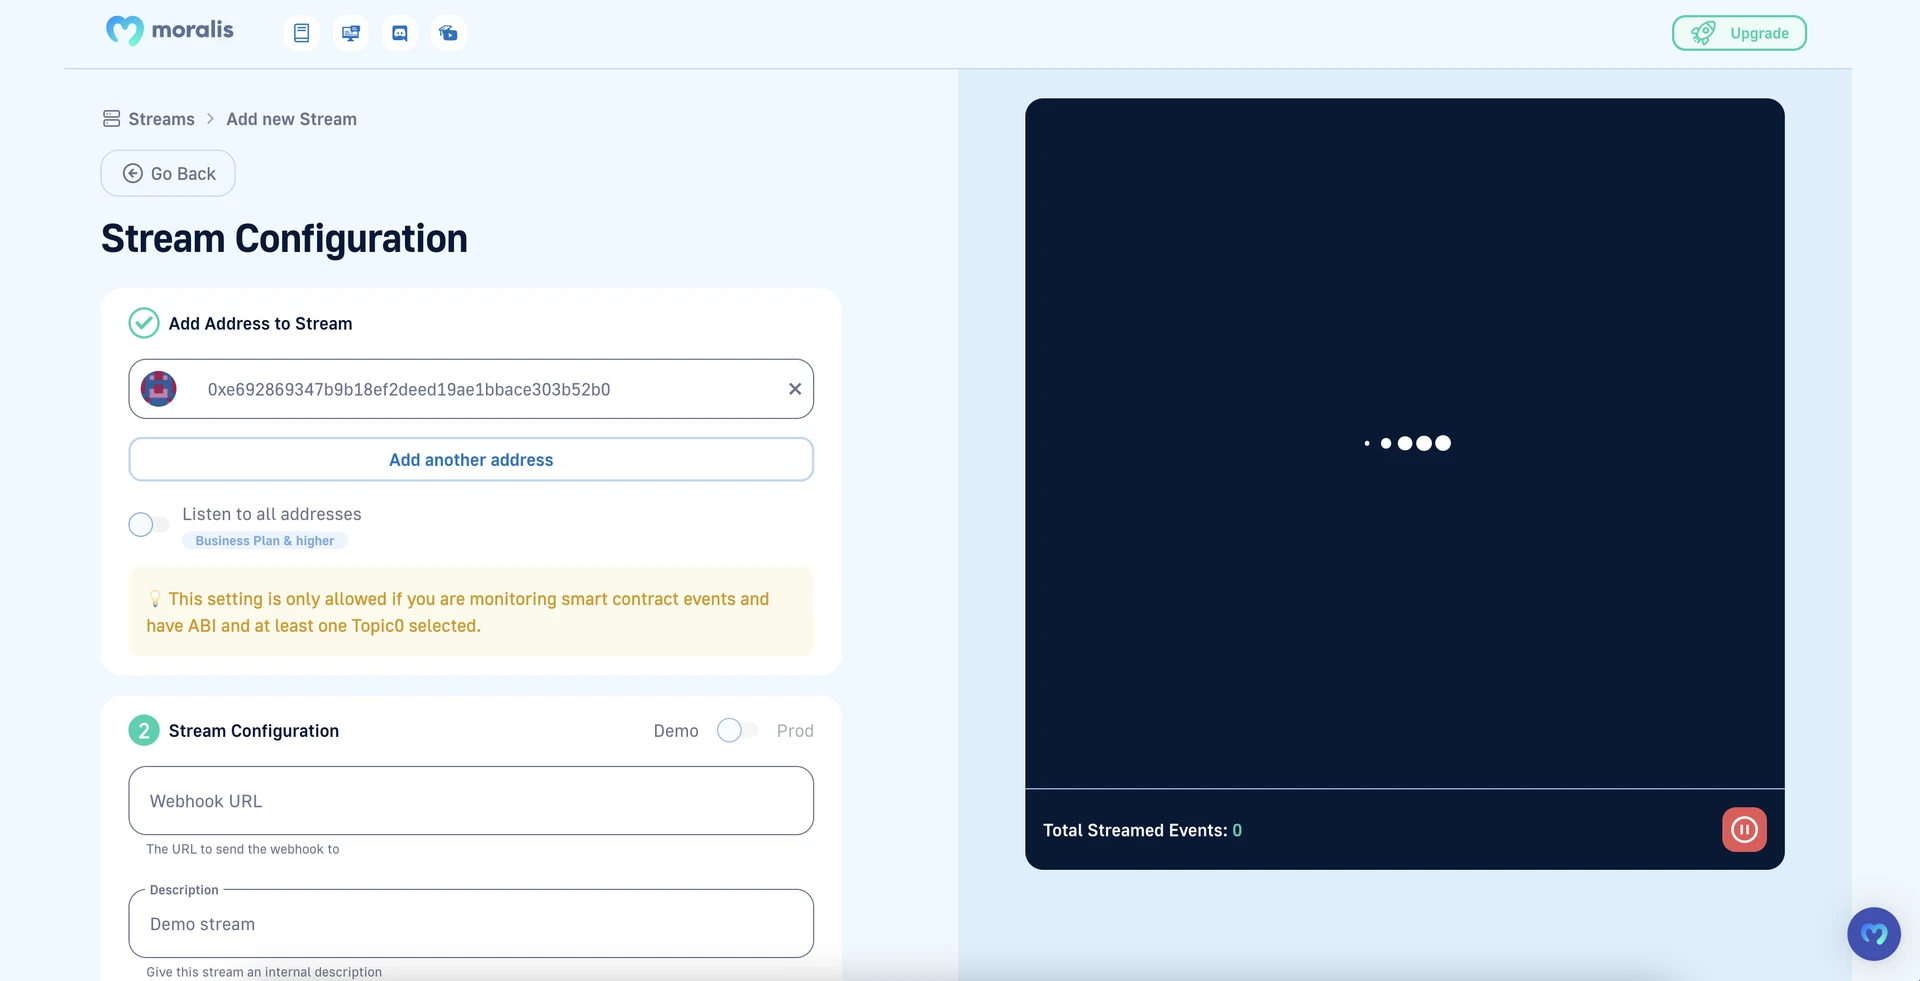 moralis
Upgrade
Streams > Add new Stream
Go Back
Stream Configuration
Add Address to Stream
0xe692869347b9b18ef2deed19ae1bbace303b52b0
Add another address
Listen to all addresses
Business Plan & higher
This setting is only allowed if you are monitoring smart contract events and
have ABI and at least one Topic0 selected.
2 Stream Configuration
Demo Prod
Webhook URL
The URL to send the webhook to
Description
Demo stream
Give this stream an internal description
Total Streamed Events: 0